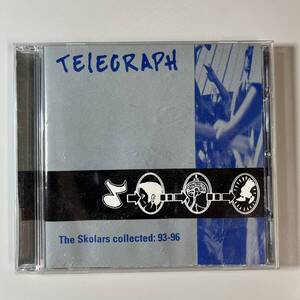 TELEGRAPH
The Skolars collected: 93-96